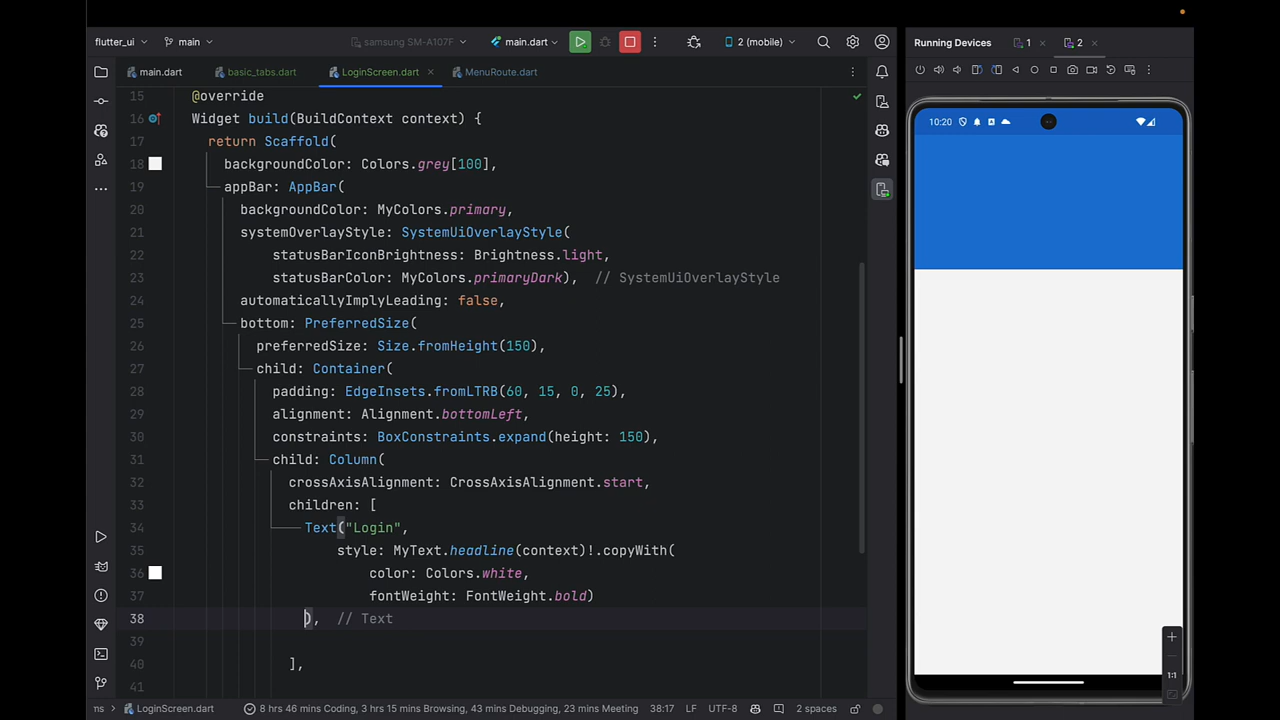 flutter_ui
main
samsung SM-A107F
main.dart
2 (mobile)
Running Devices
1
2
main.dart
basic_tabs.dart
LoginScreen.dart
MenuRoute.dart
10:20
15 @override
16 Widget build(BuildContext context) {
17 return Scaffold(
18 backgroundColor: Colors.grey[100],
19 appBar: AppBar(
20 backgroundColor: MyColors.primary,
21 systemOverlayStyle: SystemUiOverlayStyle(
22 statusBarIconBrightness: Brightness.light,
23 statusBarColor: MyColors.primaryDark), // SystemUiOverlayStyle
24 automaticallyImplyLeading: false,
25 bottom: PreferredSize(
26 preferredSize: Size.fromHeight(150),
27 child: Container(
28 padding: EdgeInsets.fromLTRB(60, 15, 0, 25),
29 alignment: Alignment.bottomLeft,
30 constraints: BoxConstraints.expand(height: 150),
31 child: Column(
32 crossAxisAlignment: CrossAxisAlignment.start,
33 children: [
34 Text("Login",
35 style: MyText.headline(context)!.copyWith(
36 color: Colors.white,
37 fontWeight: FontWeight.bold)
38 ), // Text
39
40 ],
41
1:1
ns > LoginScreen.dart
8 hrs 46 mins Coding, 3 hrs 15 mins Browsing, 43 mins Debugging, 23 mins Meeting
38:17 LF UTF-8 2 spaces